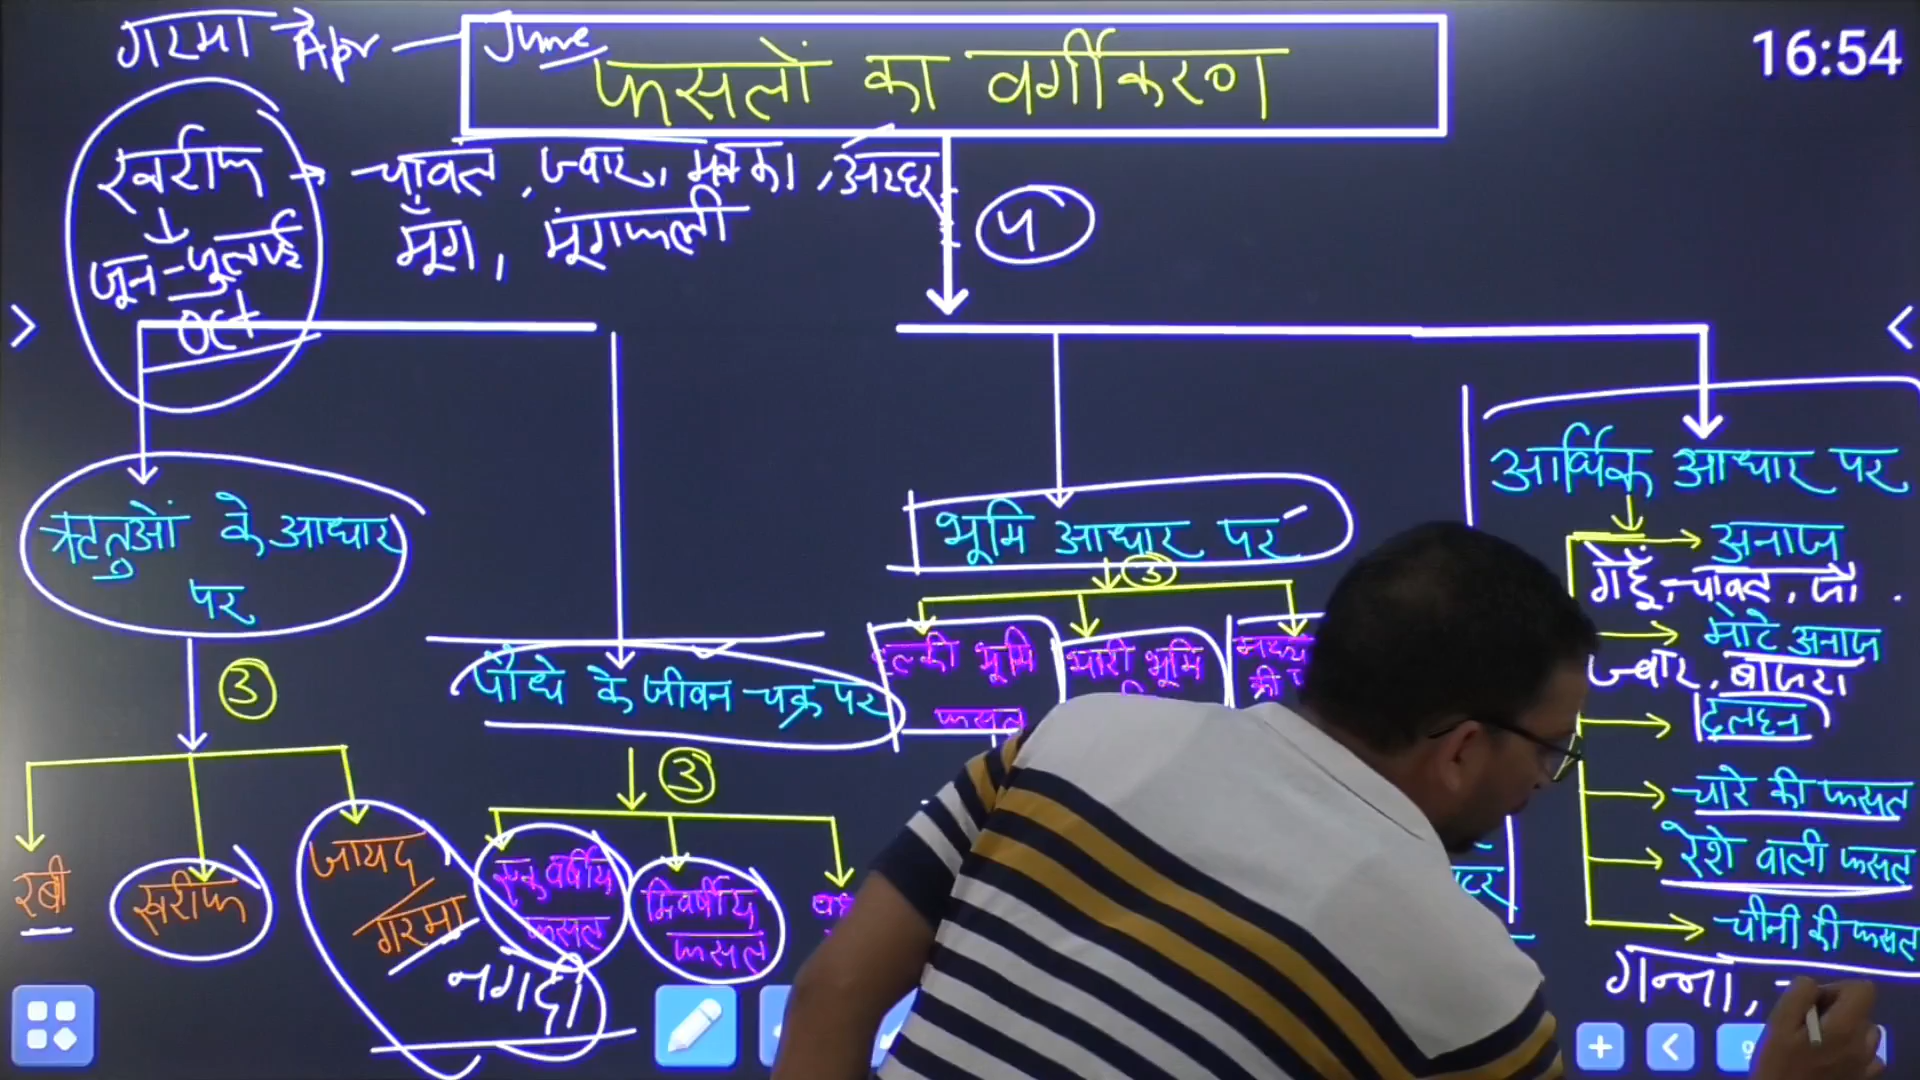 गरमा → Apr — June
फसलों का वर्गीकरण
16:54
खरीफ → चावल, ज्वार, मक्का, अरहर
मूँग, मूंगफली
जून-जुलाई
oct
4
ऋतुओं के आधार
पर
3
रबी
खरीफ
जायद
गरमा
नगदी
पौधे के जीवन चक्र पर
3
वर्षीय
फसल
फसल
भूमि आधार पर
3
भूमि
फसल
भारी भूमि
आर्थिक आधार पर
अनाज
गेहूँ, चावल, जौ.
मोटे अनाज
ज्वार, बाजरा
दलहन
चारे की फसल
रेशे वाली फसल
चीनी की फसल
गन्ना,